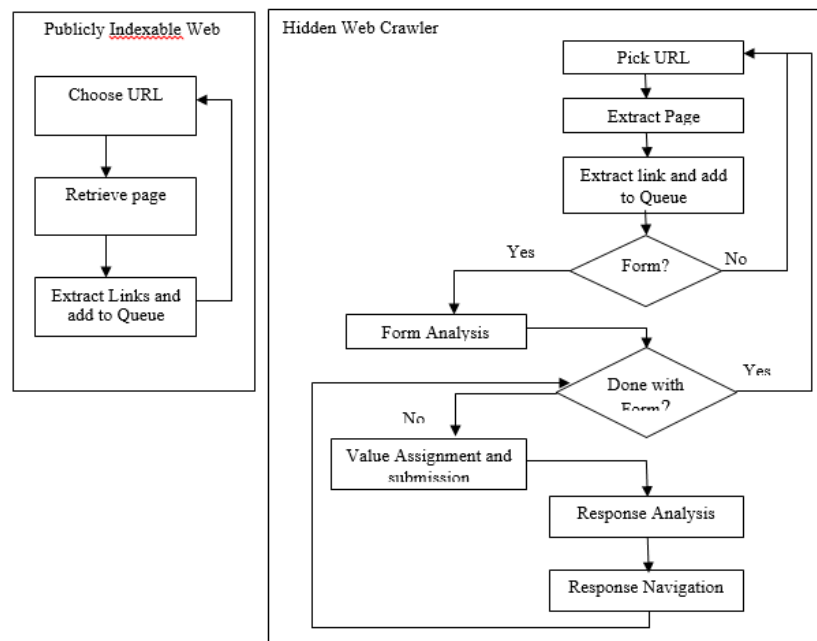 Publicly Indexable Web
Choose URL
Retrieve page
Extract Links and
add to Queue
Hidden Web Crawler
Pick URL
Extract Page
Extract link and add
to Queue
Form?
Yes
No
Form Analysis
Done with
Form?
Yes
No
Value Assignment and
submission
Response Analysis
Response Navigation